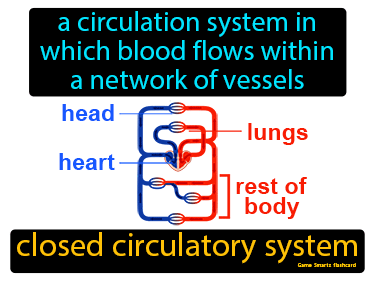 a circulation system in
which blood flows within
a network of vessels
head
lungs
heart
rest of
body
closed circulatory system
Game Smartz flashcard